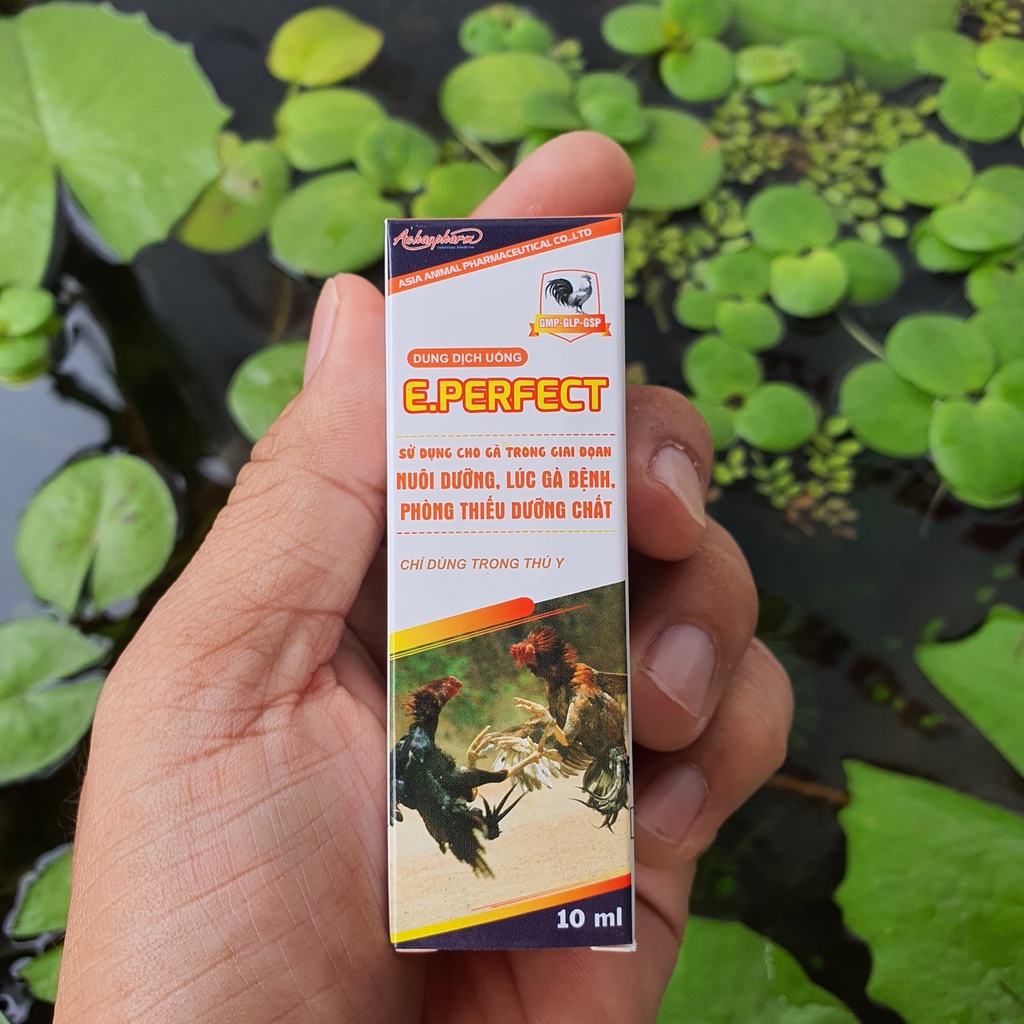 Ashaphara
ASIA ANIMAL PHARMACEUTICAL CO.,LTD
GMP-GLP-GSP
DUNG DỊCH UỐNG
E.PERFECT
SỬ DỤNG CHO GÀ TRONG GIAI ĐOẠN
NUÔI DƯỠNG, LÚC GÀ BỆNH,
PHÒNG THIẾU DƯỠNG CHẤT
CHỈ DÙNG TRONG THÚ Y
10 ml